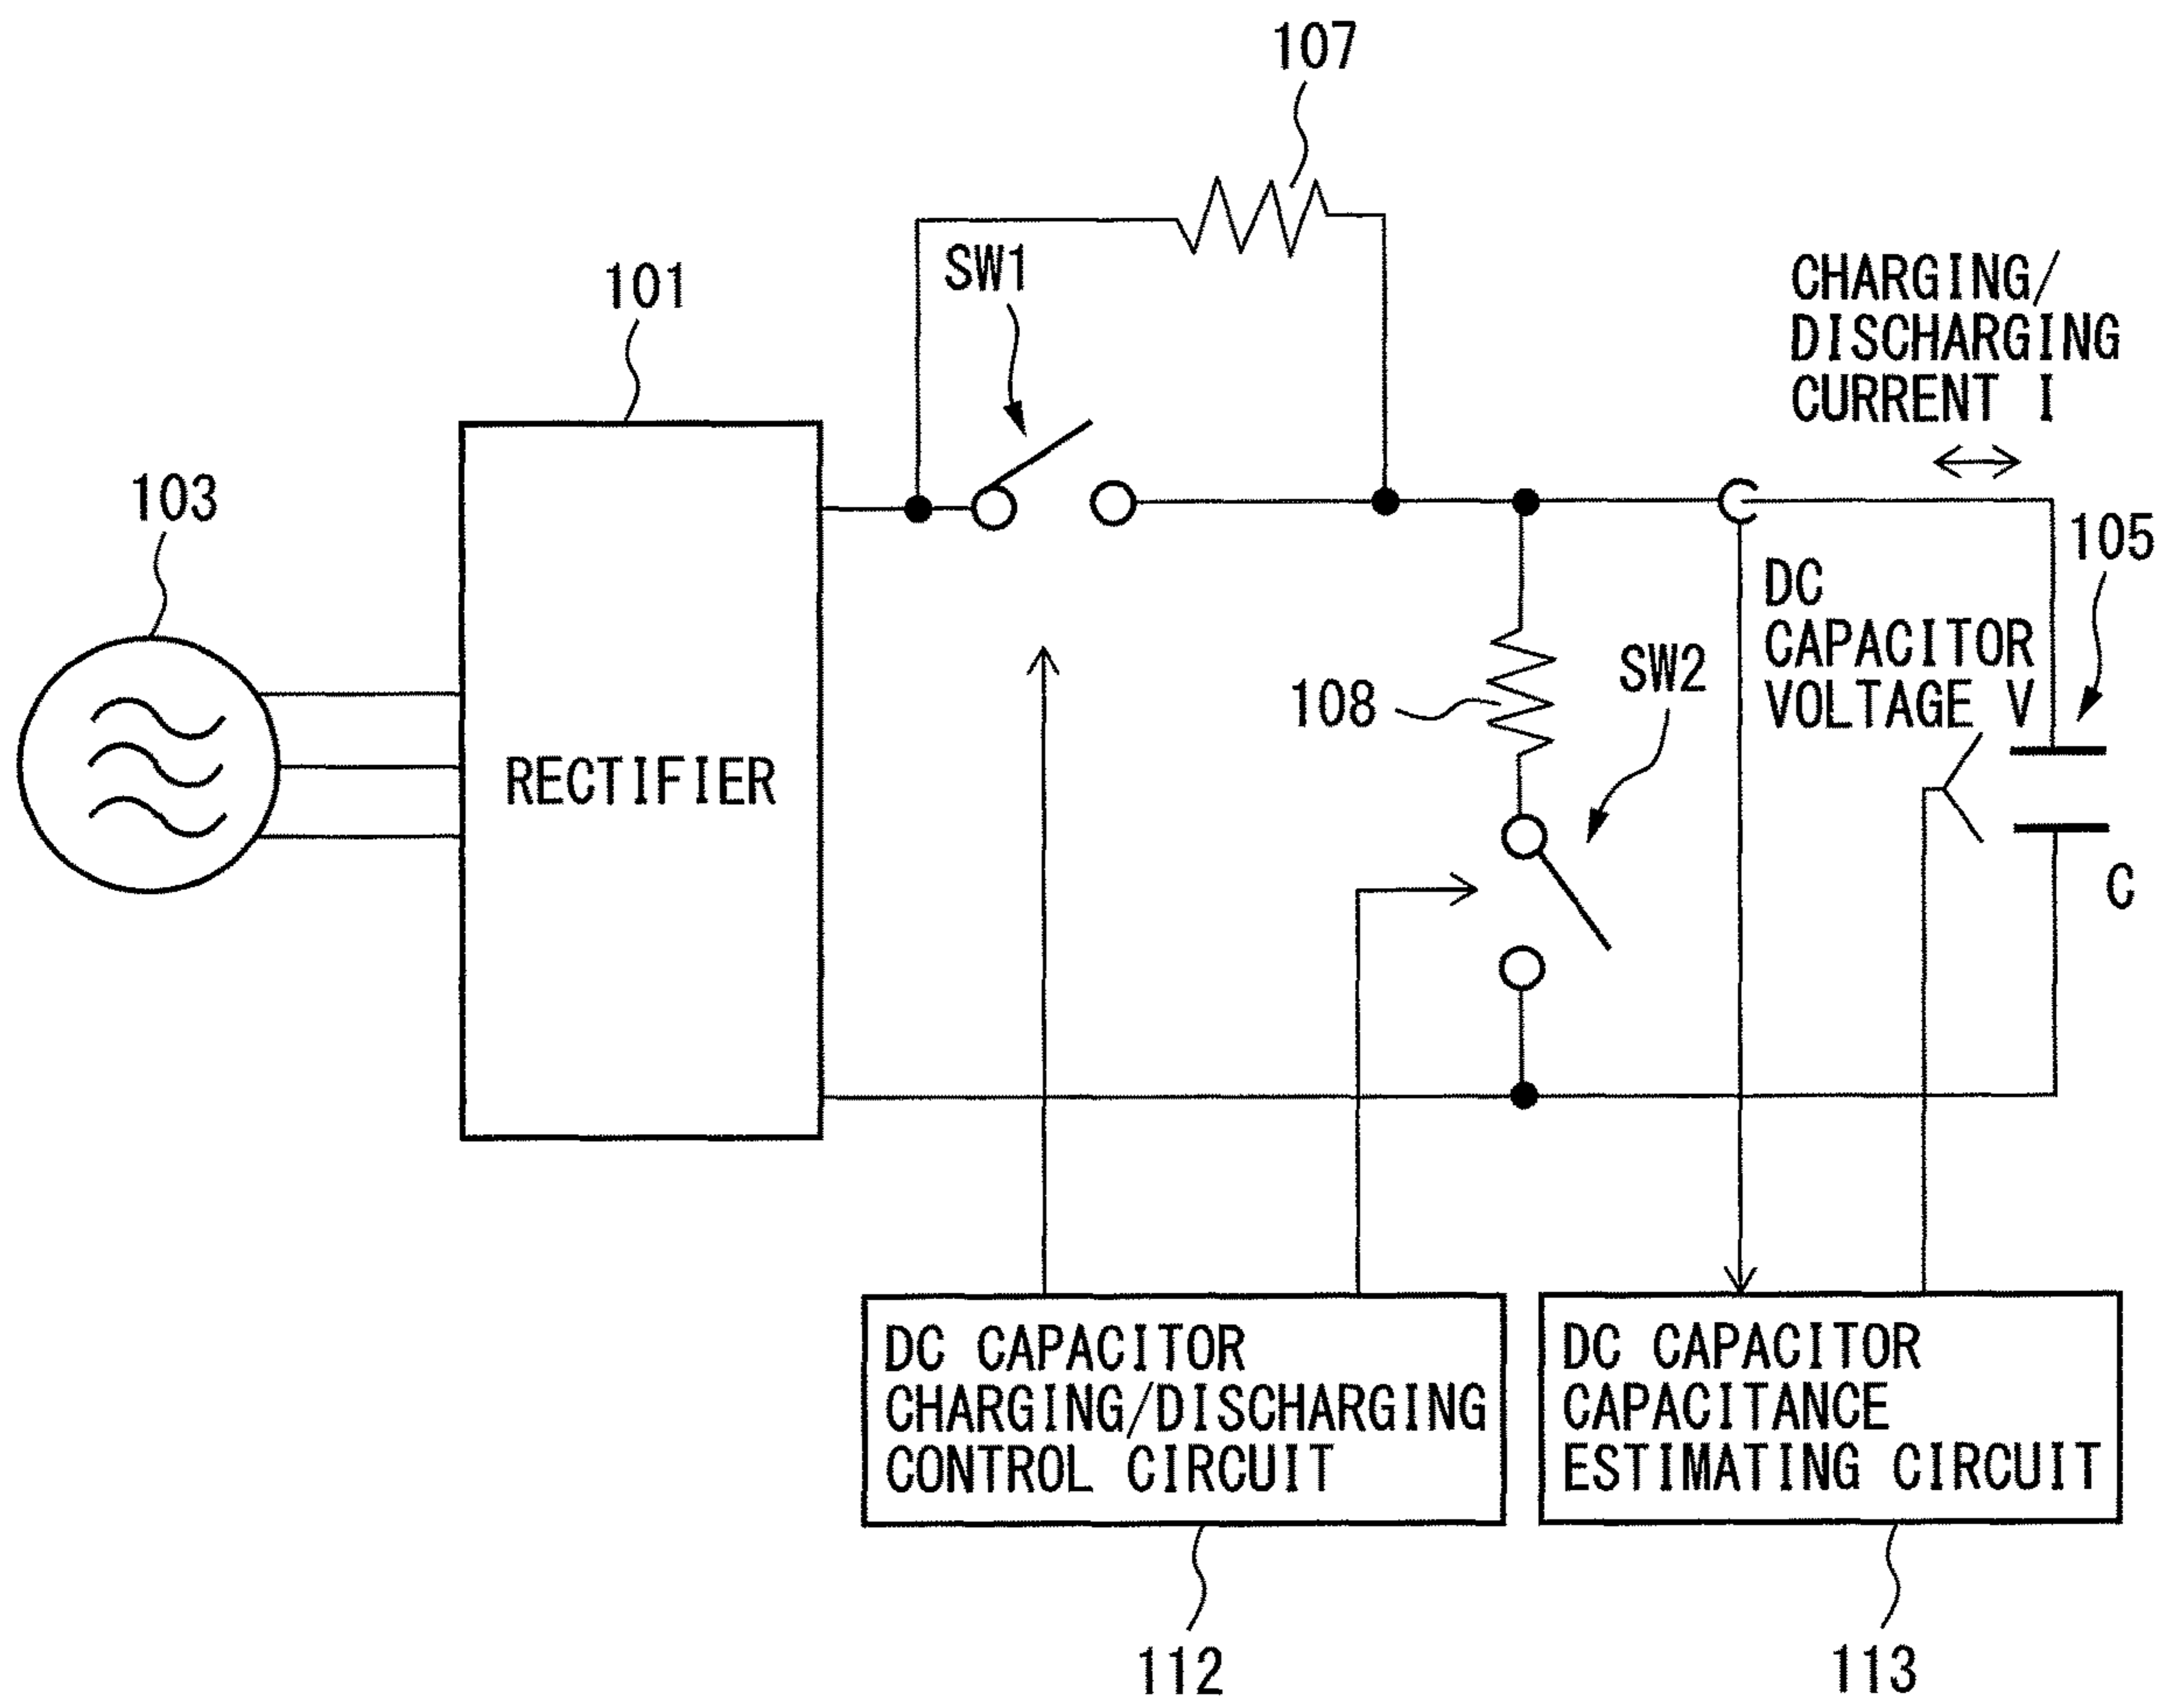 107
SW1
101
CHARGING/
DISCHARGING
CURRENT I
103
105
DC
CAPACITOR
VOLTAGE V
SW2
108
RECTIFIER
C
DC CAPACITOR
CHARGING/DISCHARGING
CONTROL CIRCUIT
DC CAPACITOR
CAPACITANCE
ESTIMATING CIRCUIT
112
113